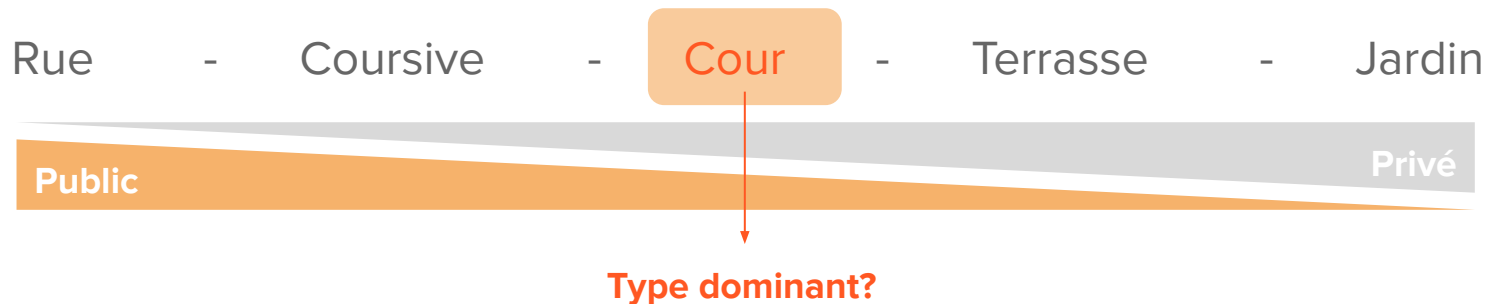 Rue - Coursive - Cour - Terrasse - Jardin
Privé
Public
Type dominant?